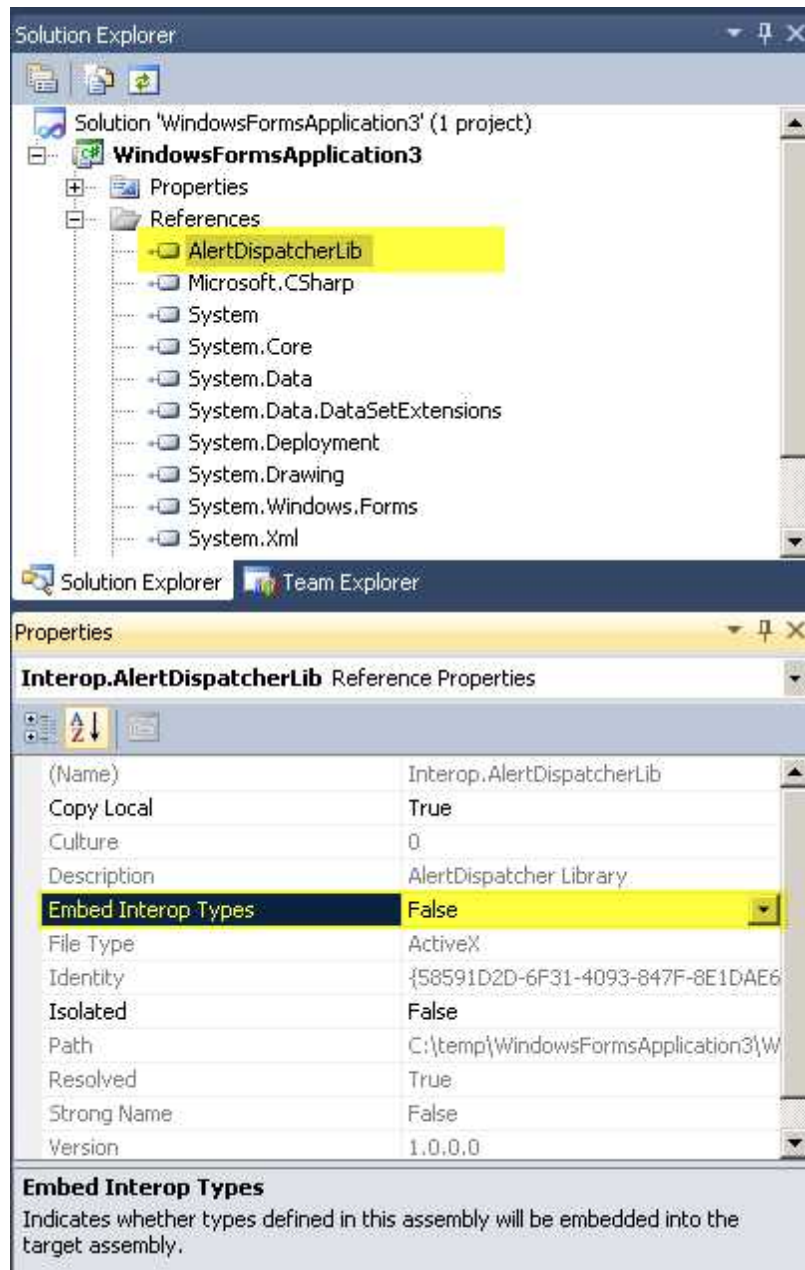 Solution Explorer
Solution 'WindowsFormsApplication3' (1 project)
WindowsFormsApplication3
Properties
References
AlertDispatcherLib
Microsoft.CSharp
System
System.Core
System.Data
System.Data.DataSetExtensions
System.Deployment
System.Drawing
System.Windows.Forms
System.Xml
Solution Explorer Team Explorer
Properties
Interop.AlertDispatcherLib Reference Properties
(Name) Interop.AlertDispatcherLib
Copy Local True
Culture 0
Description AlertDispatcher Library
Embed Interop Types False
File Type ActiveX
Identity {58591D2D-6F31-4093-847F-8E1DAE6
Isolated False
Path C:\temp\WindowsFormsApplication3\W
Resolved True
Strong Name False
Version 1.0.0.0
Embed Interop Types
Indicates whether types defined in this assembly will be embedded into the
target assembly.